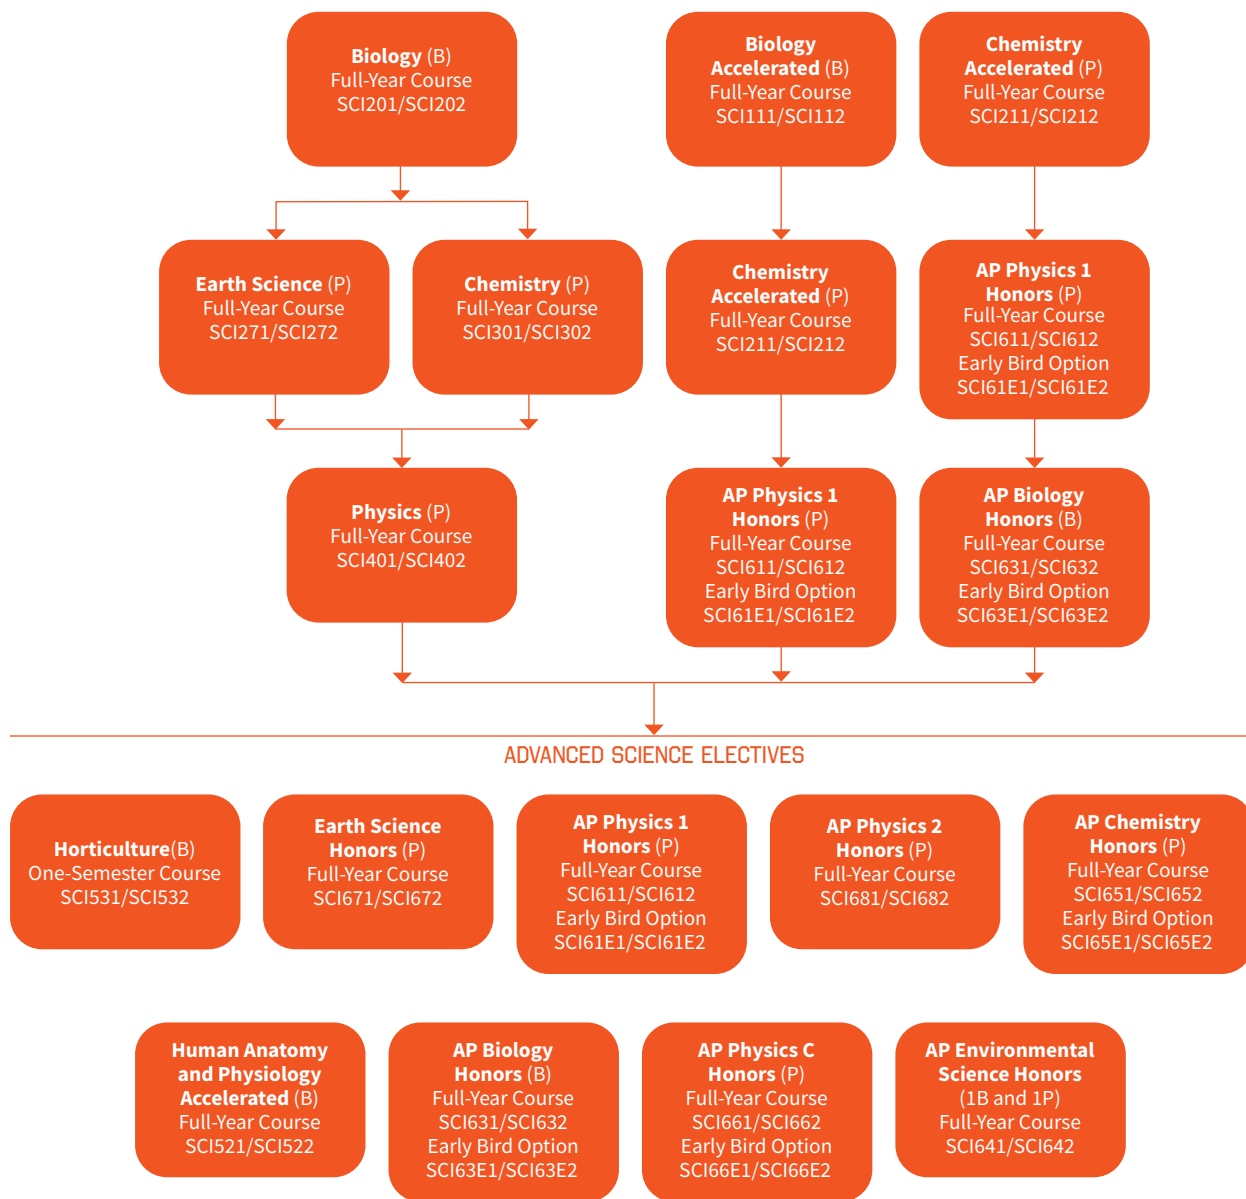 Biology (B)
Full-Year Course
SCI201/SCI202
Biology
Accelerated (B)
Full-Year Course
SCI111/SCI112
Chemistry
Accelerated (P)
Full-Year Course
SCI211/SCI212
Earth Science (P)
Full-Year Course
SCI271/SCI272
Chemistry (P)
Full-Year Course
SCI301/SCI302
Chemistry
Accelerated (P)
Full-Year Course
SCI211/SCI212
AP Physics 1
Honors (P)
Full-Year Course
SCI611/SCI612
Early Bird Option
SCI61E1/SCI61E2
Physics (P)
Full-Year Course
SCI401/SCI402
AP Physics 1
Honors (P)
Full-Year Course
SCI611/SCI612
Early Bird Option
SCI61E1/SCI61E2
AP Biology
Honors (B)
Full-Year Course
SCI631/SCI632
Early Bird Option
SCI63E1/SCI63E2
ADVANCED SCIENCE ELECTIVES
Horticulture(B)
One-Semester Course
SCI531/SCI532
Earth Science
Honors (P)
Full-Year Course
SCI671/SCI672
AP Physics 1
Honors (P)
Full-Year Course
SCI611/SCI612
Early Bird Option
SCI61E1/SCI61E2
AP Physics 2
Honors (P)
Full-Year Course
SCI681/SCI682
AP Chemistry
Honors (P)
Full-Year Course
SCI651/SCI652
Early Bird Option
SCI65E1/SCI65E2
Human Anatomy
and Physiology
Accelerated (B)
Full-Year Course
SCI521/SCI522
AP Biology
Honors (B)
Full-Year Course
SCI631/SCI632
Early Bird Option
SCI63E1/SCI63E2
AP Physics C
Honors (P)
Full-Year Course
SCI661/SCI662
Early Bird Option
SCI66E1/SCI66E2
AP Environmental
Science Honors
(1B and 1P)
Full-Year Course
SCI641/SCI642